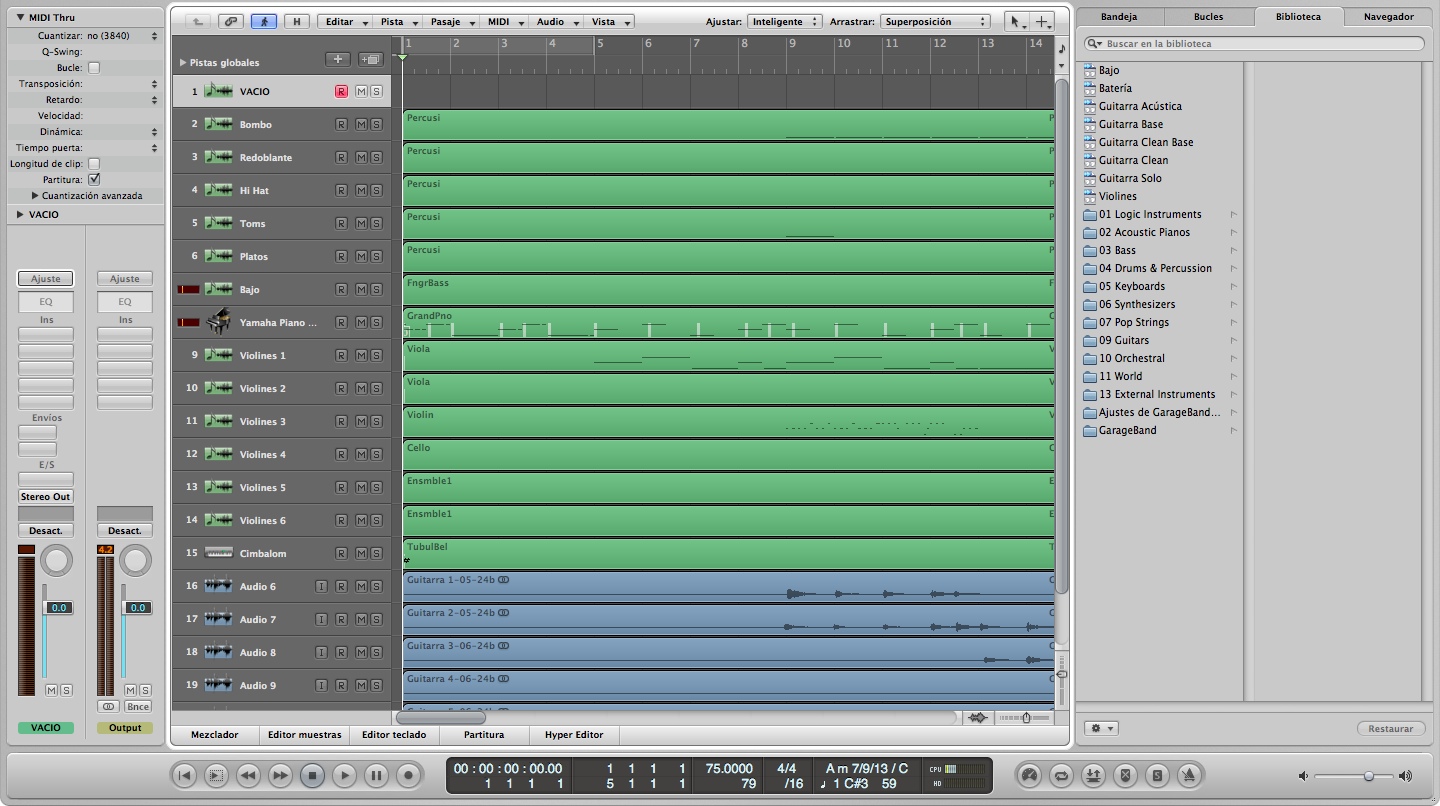 MIDI Thru
Cuantizar: no (3840)
Q-Swing:
Bucle:
Transposición:
Retardo:
Velocidad:
Dinámica:
Tiempo puerta:
Longitud de clip:
Partitura:
Cuantización avanzada
VACIO
Ajuste Ajuste
EQ EQ
Ins Ins
Envíos
E/S
Stereo Out
Desact. Desact.
4.2
0.0 0.0
M S M S
Bnce
VACIO Output
H Editar Pista Pasaje MIDI Audio Vista Ajustar: Inteligente Arrastrar: Superposición
1 2 3 4 5 6 7 8 9 10 11 12 13 14
Pistas globales
1 VACIO R M S
2 Bombo R M S Percusi P
3 Redoblante R M S Percusi P
4 Hi Hat R M S Percusi P
5 Toms R M S Percusi P
6 Platos R M S Percusi P
Bajo R M S FngrBass F
Yamaha Piano ... R M S GrandPno G
9 Violines 1 R M S Viola V
10 Violines 2 R M S Viola V
11 Violines 3 R M S Violin V
12 Violines 4 R M S Cello C
13 Violines 5 R M S Ensmble1 E
14 Violines 6 R M S Ensmble1 E
15 Cimbalom R M S TubulBel T
16 Audio 6 I R M S Guitarra 1-05-24b G
17 Audio 7 I R M S Guitarra 2-05-24b G
18 Audio 8 I R M S Guitarra 3-06-24b G
19 Audio 9 I R M S Guitarra 4-06-24b G
Mezclador Editor muestras Editor teclado Partitura Hyper Editor
Bandeja Bucles Biblioteca Navegador
Buscar en la biblioteca
Bajo
Batería
Guitarra Acústica
Guitarra Base
Guitarra Clean Base
Guitarra Clean
Guitarra Solo
Violines
01 Logic Instruments
02 Acoustic Pianos
03 Bass
04 Drums & Percussion
05 Keyboards
06 Synthesizers
07 Pop Strings
09 Guitars
10 Orchestral
11 World
13 External Instruments
Ajustes de GarageBand...
GarageBand
Restaurar
00 : 00 : 00 : 00.00 1 1 1 1 75.0000 4/4 A m 7/9/13 / C CPU
1 1 1 1 5 1 1 1 79 /16 ♩ 1 C#3 59 HD
S